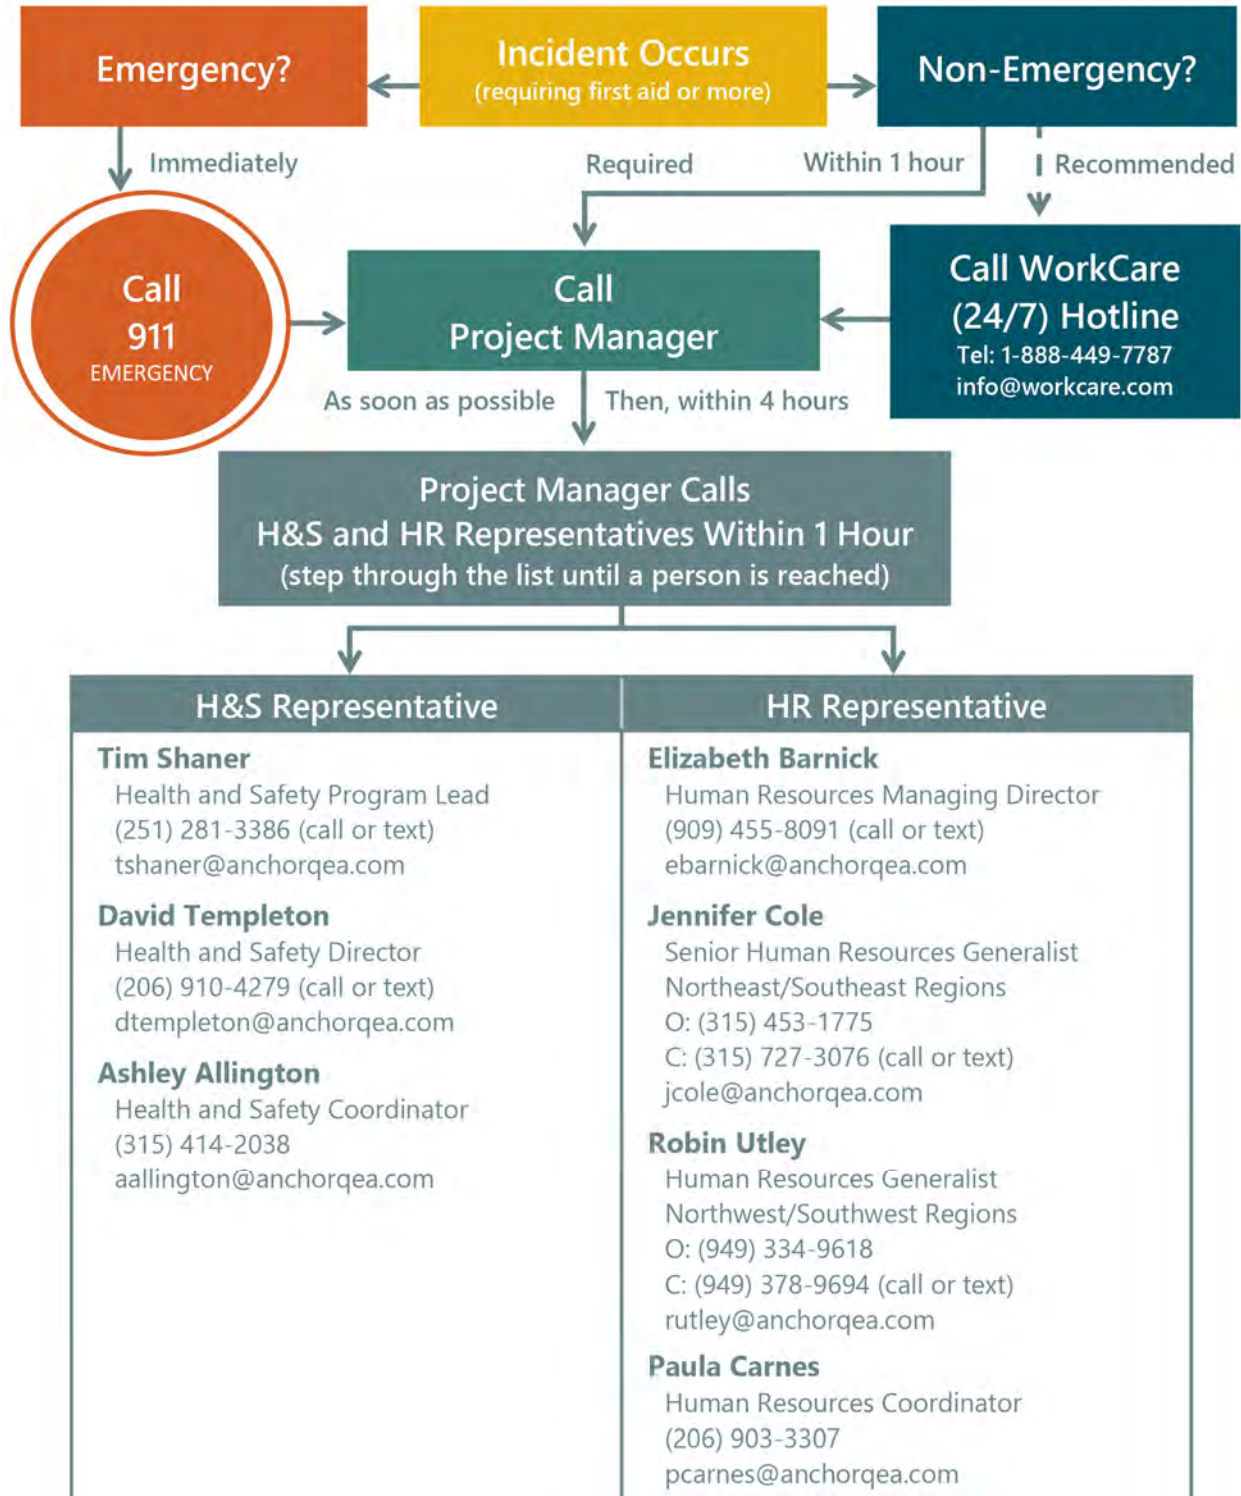 Emergency?
Incident Occurs
(requiring first aid or more)
Non-Emergency?
Immediately
Required
Within 1 hour
Recommended
Call
911
EMERGENCY
Call
Project Manager
Call WorkCare
(24/7) Hotline
Tel: 1-888-449-7787
info@workcare.com
As soon as possible
Then, within 4 hours
Project Manager Calls
H&S and HR Representatives Within 1 Hour
(step through the list until a person is reached)
H&S Representative
Tim Shaner
Health and Safety Program Lead
(251) 281-3386 (call or text)
tshaner@anchorqea.com
David Templeton
Health and Safety Director
(206) 910-4279 (call or text)
dtempleton@anchorqea.com
Ashley Allington
Health and Safety Coordinator
(315) 414-2038
aallington@anchorqea.com
HR Representative
Elizabeth Barnick
Human Resources Managing Director
(909) 455-8091 (call or text)
ebarnick@anchorqea.com
Jennifer Cole
Senior Human Resources Generalist
Northeast/Southeast Regions
O: (315) 453-1775
C: (315) 727-3076 (call or text)
jcole@anchorqea.com
Robin Utley
Human Resources Generalist
Northwest/Southwest Regions
O: (949) 334-9618
C: (949) 378-9694 (call or text)
rutley@anchorqea.com
Paula Carnes
Human Resources Coordinator
(206) 903-3307
pcarnes@anchorqea.com